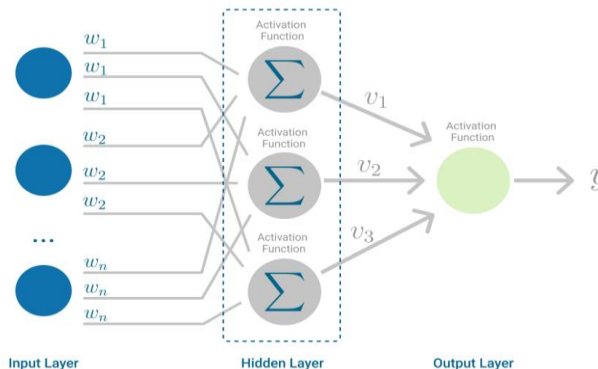 w₁
w₁
w₁
w₂
w₂
w₂
...
wₙ
wₙ
wₙ
Activation
Function
Σ
Activation
Function
Σ
Activation
Function
Σ
v₁
v₂
v₃
Activation
Function
y
Input Layer
Hidden Layer
Output Layer